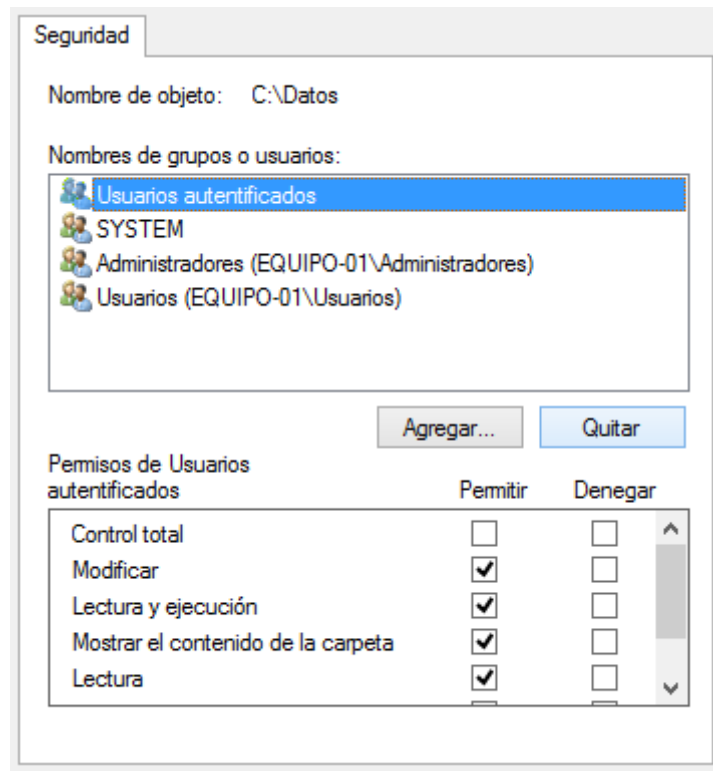 Seguridad
Nombre de objeto: C:\Datos
Nombres de grupos o usuarios:
Usuarios autentificados
SYSTEM
Administradores (EQUIPO-01\Administradores)
Usuarios (EQUIPO-01\Usuarios)
Agregar... Quitar
Permisos de Usuarios
autentificados Permitir Denegar
Control total
Modificar
Lectura y ejecución
Mostrar el contenido de la carpeta
Lectura